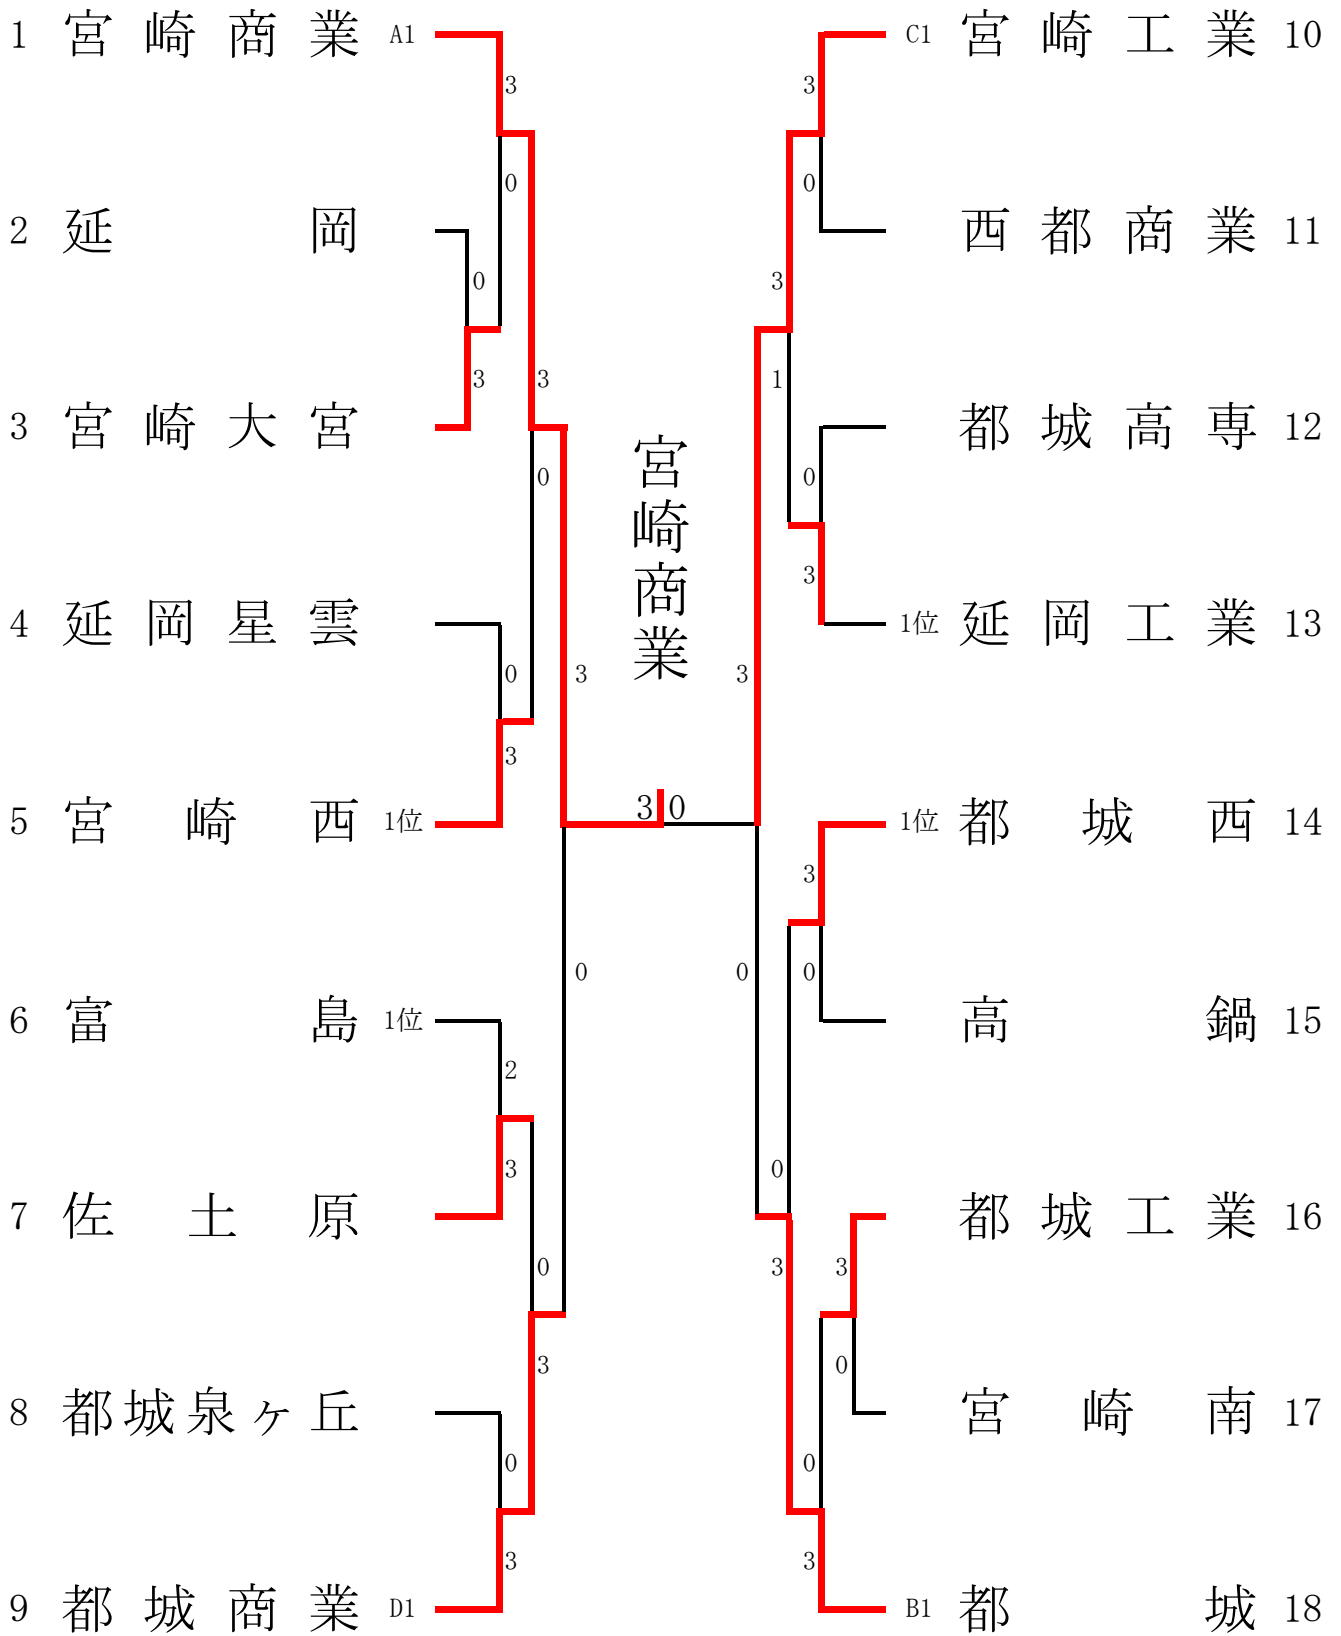 1 宮崎商業 A1
3
0
2 延岡
0
3
3 宮崎大宮
3
0
4 延岡星雲
0
3
5 宮崎西 1位
3
0
6 富島 1位
2
3
7 佐土原
0
3
8 都城泉ヶ丘
0
3
9 都城商業 D1
宮崎商業
3 0
C1 宮崎工業 10
3
0
西都商業 11
3
1
都城高専 12
0
3
1位 延岡工業 13
3
0
1位 都城西 14
3
0
高鍋 15
0
3
都城工業 16
3
0
宮崎南 17
0
3
B1 都城 18